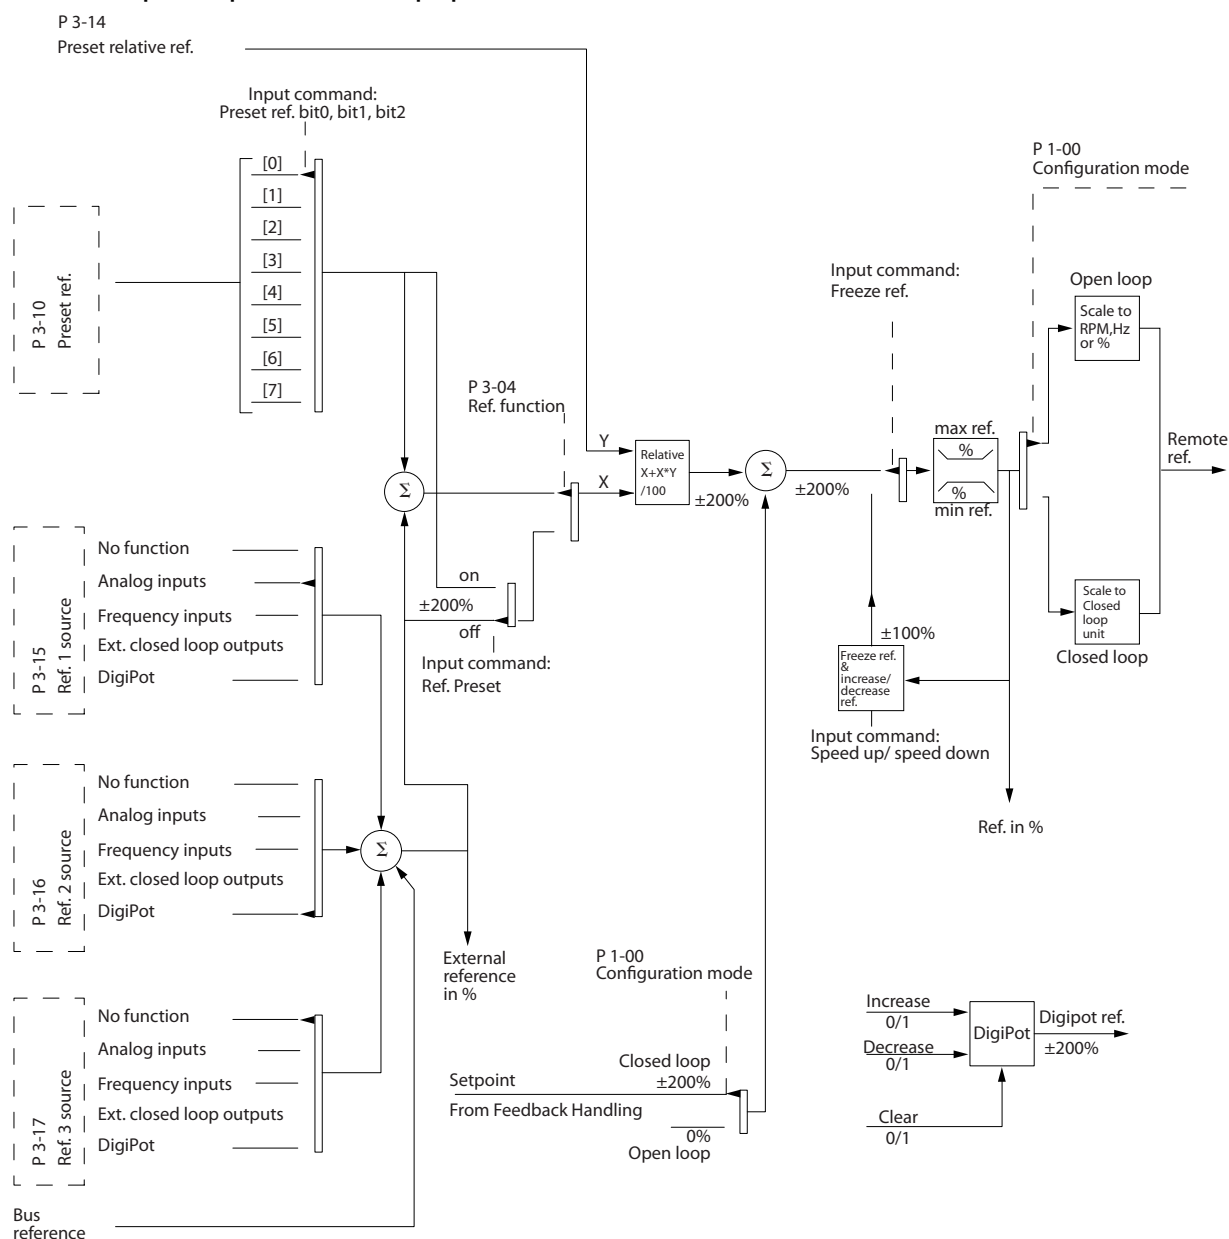 P 3-14
Preset relative ref.
Input command:
Preset ref. bit0, bit1, bit2
P 1-00
Configuration mode
[0]
[1]
[2]
[3]
[4]
[5]
[6]
[7]
P 3-10
Preset ref.
Input command:
Freeze ref.
Open loop
Scale to
RPM,Hz
or %
P 3-04
Ref. function
Y
X
Relative
X+X*Y
/100
±200%
Σ
±200%
max ref.
%
%
min ref.
Remote
ref.
Σ
P 3-15
Ref. 1 source
No function
Analog inputs
Frequency inputs
Ext. closed loop outputs
DigiPot
on
±200%
off
Input command:
Ref. Preset
±100%
Freeze ref.
&
increase/
decrease
ref.
Input command:
Speed up/ speed down
Scale to
Closed
loop
unit
Closed loop
Ref. in %
P 3-16
Ref. 2 source
No function
Analog inputs
Frequency inputs
Ext. closed loop outputs
DigiPot
Σ
External
reference
in %
P 1-00
Configuration mode
Closed loop
±200%
Setpoint
From Feedback Handling
0%
Open loop
Increase
0/1
Decrease
0/1
Clear
0/1
DigiPot
Digipot ref.
±200%
P 3-17
Ref. 3 source
No function
Analog inputs
Frequency inputs
Ext. closed loop outputs
DigiPot
Bus
reference